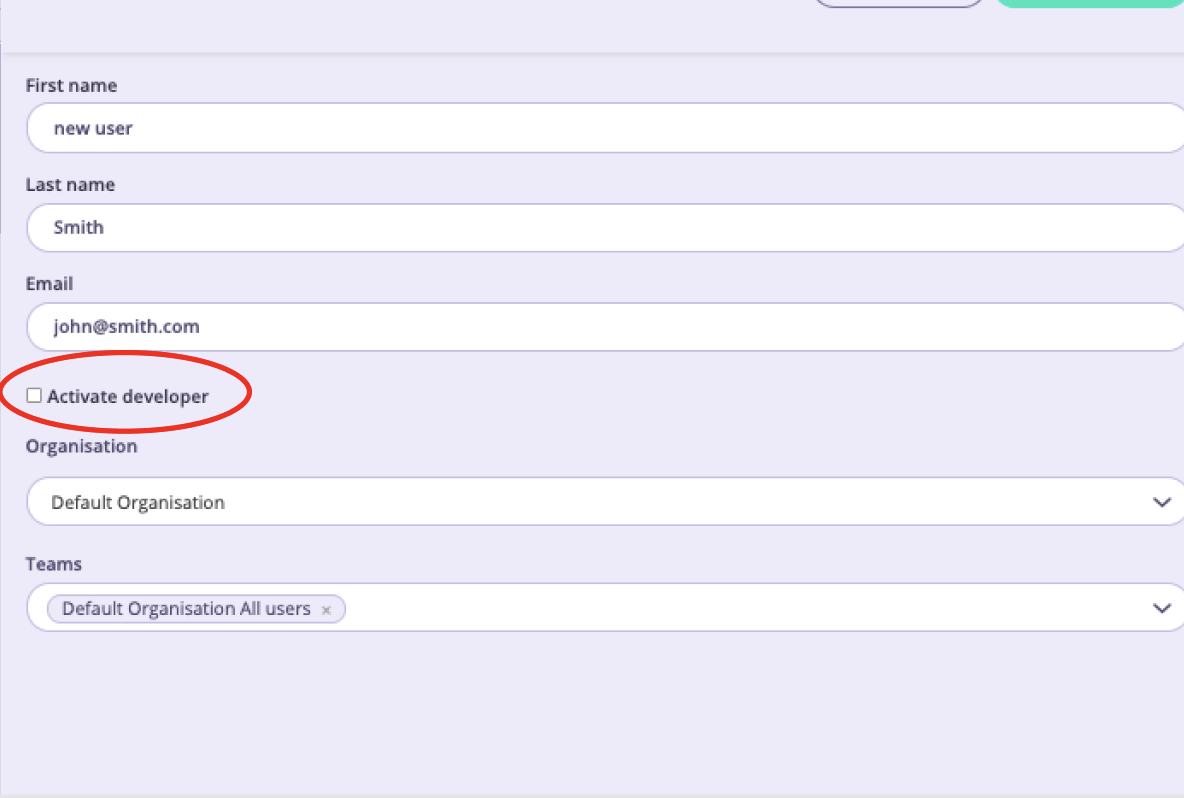 First name
new user
Last name
Smith
Email
john@smith.com
Activate developer
Organisation
Default Organisation
Teams
Default Organisation All users ×